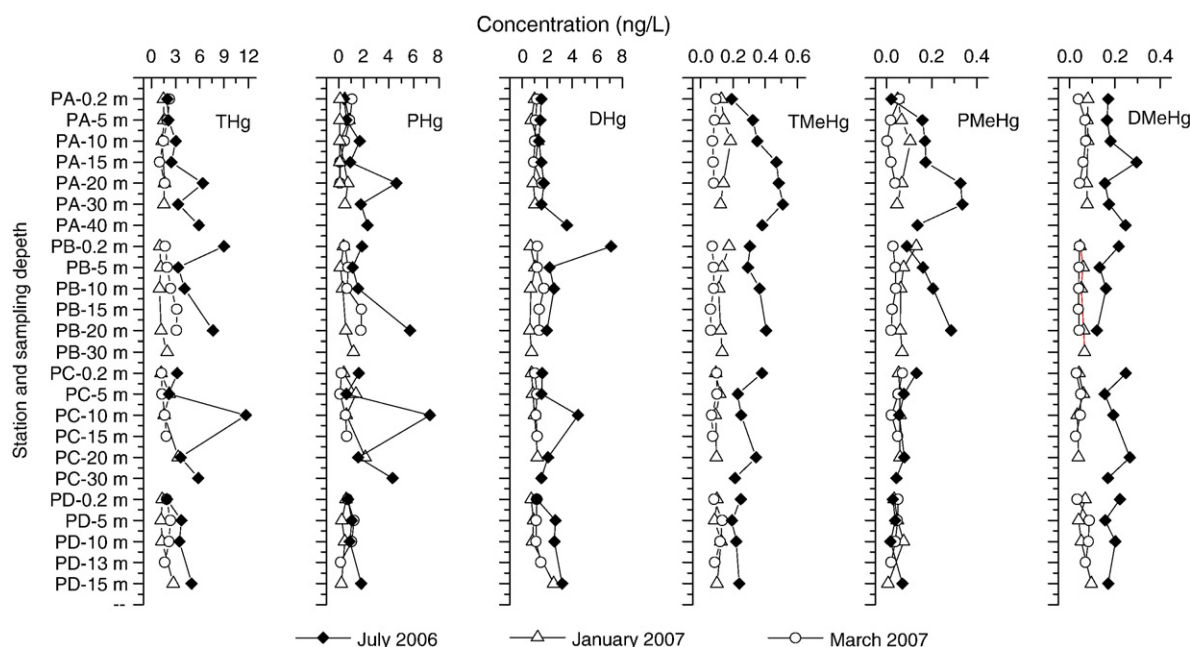 Concentration (ng/L)
0 3 6 9 12
0 2 4 6 8
0 2 4 6 8
0.0 0.2 0.4 0.6
0.0 0.2 0.4
0.0 0.2 0.4
THg
PHg
DHg
TMeHg
PMeHg
DMeHg
Station and sampling depeth
PA-0.2 m
PA-5 m
PA-10 m
PA-15 m
PA-20 m
PA-30 m
PA-40 m
PB-0.2 m
PB-5 m
PB-10 m
PB-15 m
PB-20 m
PB-30 m
PC-0.2 m
PC-5 m
PC-10 m
PC-15 m
PC-20 m
PC-30 m
PD-0.2 m
PD-5 m
PD-10 m
PD-13 m
PD-15 m
--
July 2006
January 2007
March 2007